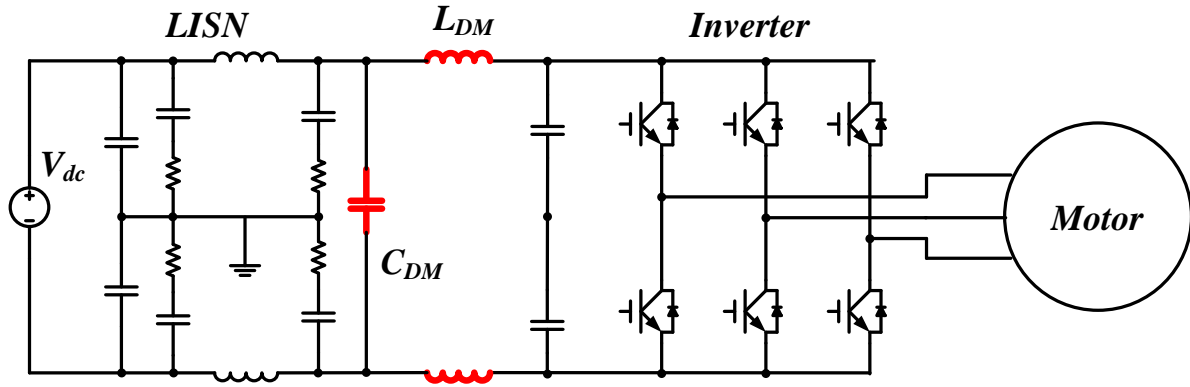 LISN
L_DM
Inverter
V_dc
+
−
C_DM
Motor